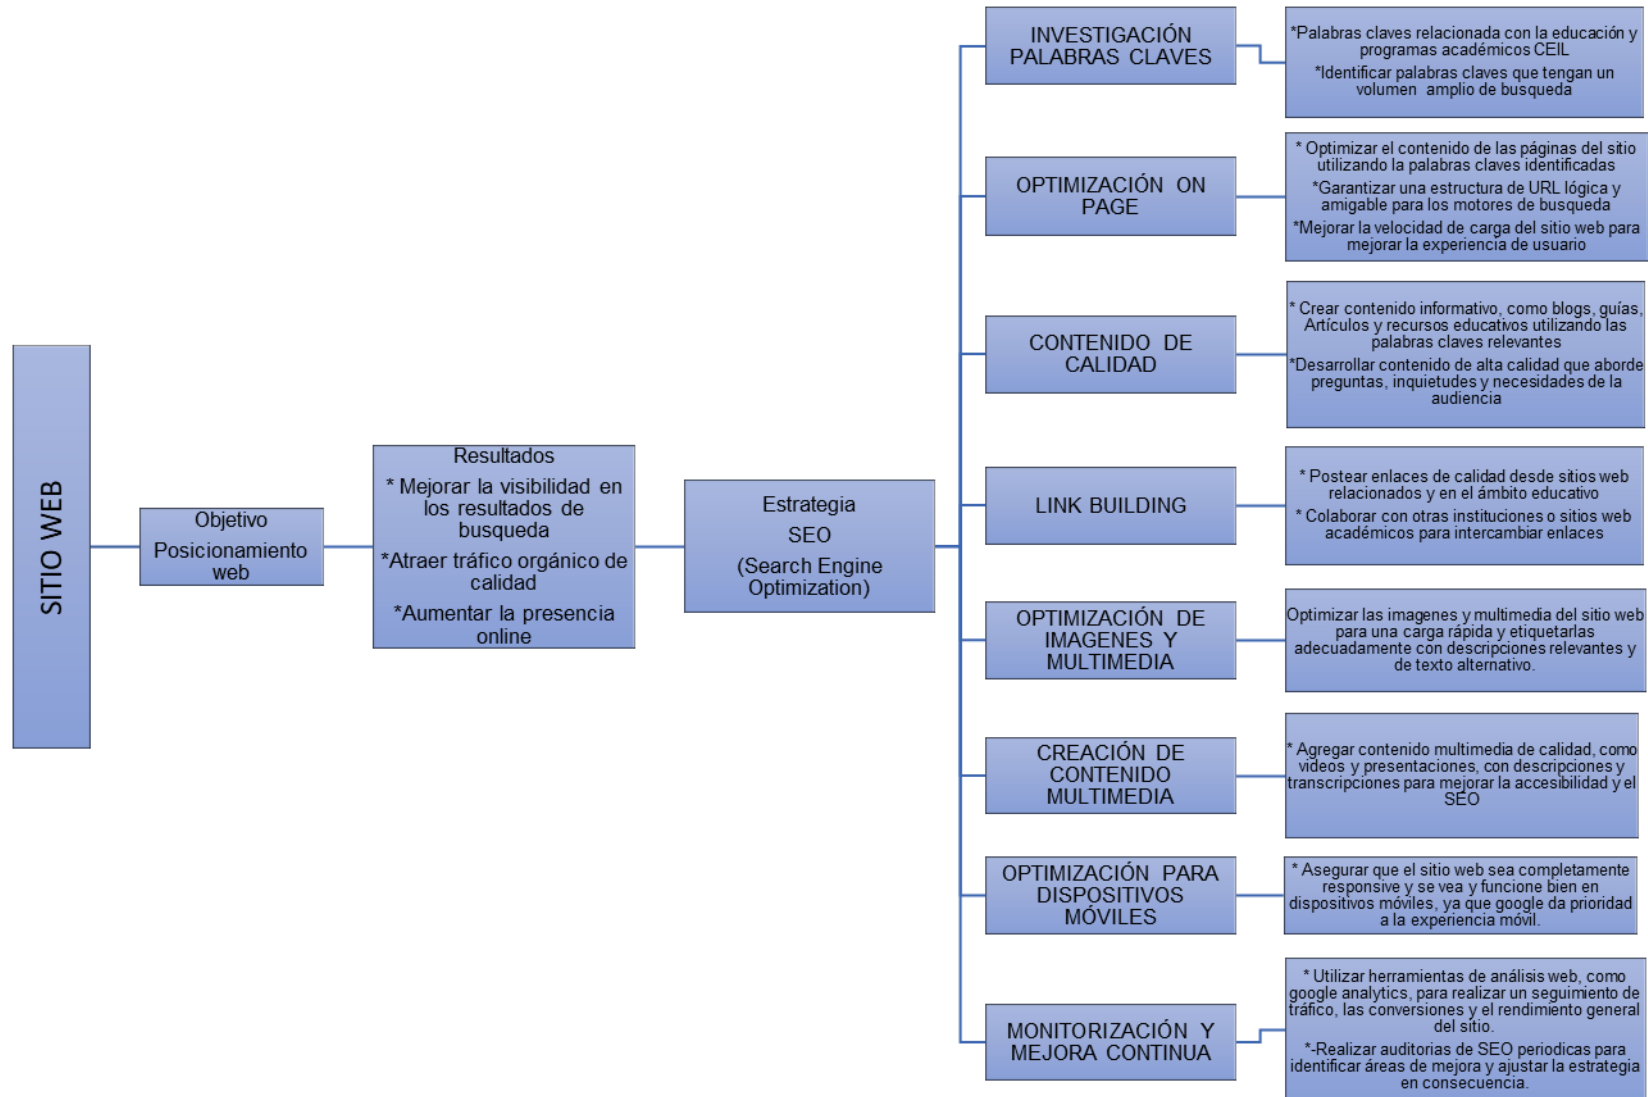 SITIO WEB
Objetivo
Posicionamiento
web
Resultados
* Mejorar la visibilidad en
los resultados de
busqueda
*Atraer tráfico orgánico de
calidad
*Aumentar la presencia
online
Estrategia
SEO
(Search Engine
Optimization)
INVESTIGACIÓN
PALABRAS CLAVES
*Palabras claves relacionada con la educación y
programas académicos CEIL
*Identificar palabras claves que tengan un
volumen amplio de busqueda
OPTIMIZACIÓN ON
PAGE
* Optimizar el contenido de las páginas del sitio
utilizando la palabras claves identificadas
*Garantizar una estructura de URL lógica y
amigable para los motores de busqueda
*Mejorar la velocidad de carga del sitio web para
mejorar la experiencia de usuario
CONTENIDO DE
CALIDAD
* Crear contenido informativo, como blogs, guías,
Artículos y recursos educativos utilizando las
palabras claves relevantes
*Desarrollar contenido de alta calidad que aborde
preguntas, inquietudes y necesidades de la
audiencia
LINK BUILDING
* Postear enlaces de calidad desde sitios web
relacionados y en el ámbito educativo
* Colaborar con otras instituciones o sitios web
académicos para intercambiar enlaces
OPTIMIZACIÓN DE
IMAGENES Y
MULTIMEDIA
Optimizar las imagenes y multimedia del sitio web
para una carga rápida y etiquetarlas
adecuadamente con descripciones relevantes y
de texto alternativo.
CREACIÓN DE
CONTENIDO
MULTIMEDIA
* Agregar contenido multimedia de calidad, como
videos y presentaciones, con descripciones y
transcripciones para mejorar la accesibilidad y el
SEO
OPTIMIZACIÓN PARA
DISPOSITIVOS
MÓVILES
* Asegurar que el sitio web sea completamente
responsive y se vea y funcione bien en
dispositivos móviles, ya que google da prioridad
a la experiencia móvil.
MONITORIZACIÓN Y
MEJORA CONTINUA
* Utilizar herramientas de análisis web, como
google analytics, para realizar un seguimiento de
tráfico, las conversiones y el rendimiento general
del sitio.
*-Realizar auditorias de SEO periodicas para
identificar áreas de mejora y ajustar la estrategia
en consecuencia.